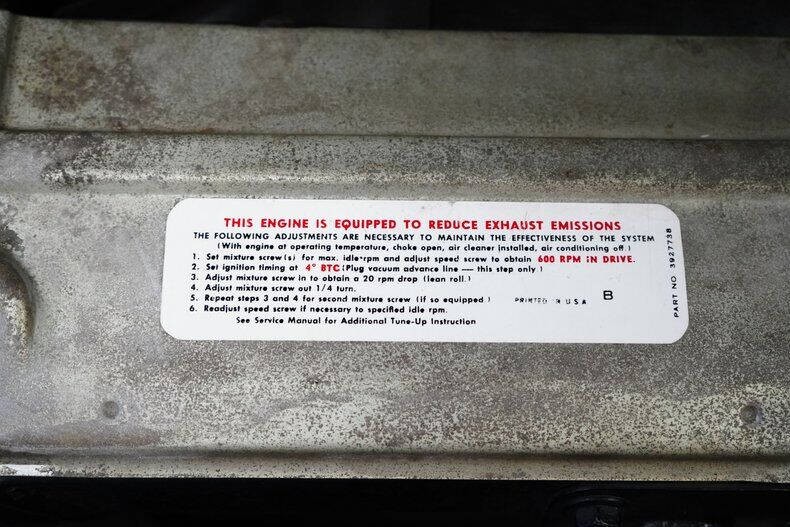 THIS ENGINE IS EQUIPPED TO REDUCE EXHAUST EMISSIONS
THE FOLLOWING ADJUSTMENTS ARE NECESSARY TO MAINTAIN THE EFFECTIVENESS OF THE SYSTEM
(With engine at operating temperature, choke open, air cleaner installed, air conditioning off.)
1. Set mixture screw(s) for max. idle-rpm and adjust speed screw to obtain 600 RPM IN DRIVE.
2. Set ignition timing at 4° BTC (Plug vacuum advance line — this step only)
3. Adjust mixture screw in to obtain a 20 rpm drop (lean roll.)
4. Adjust mixture screw out 1/4 turn.
5. Repeat steps 3 and 4 for second mixture screw (if so equipped.)
6. Readjust speed screw if necessary to specified idle rpm.
See Service Manual for Additional Tune-Up Instruction
PRINTED IN U S A
B
PART NO. 3927738